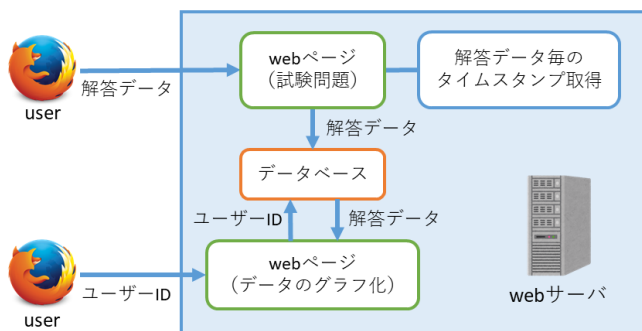 webページ
（試験問題）
解答データ毎の
タイムスタンプ取得
解答データ
user
解答データ
データベース
ユーザーID
解答データ
webページ
（データのグラフ化）
ユーザーID
user
webサーバ